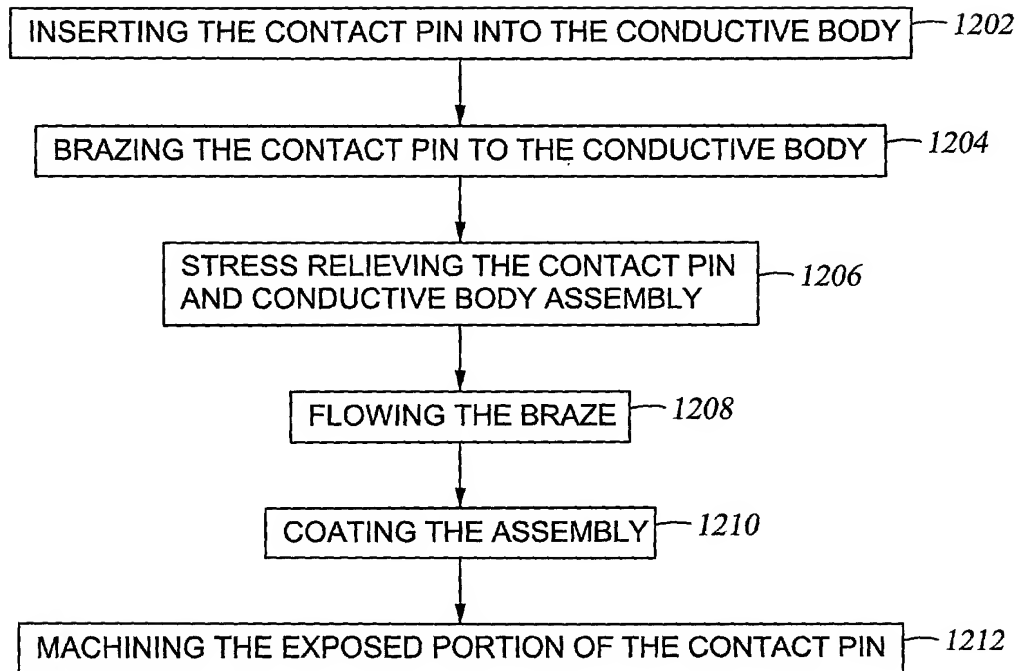 INSERTING THE CONTACT PIN INTO THE CONDUCTIVE BODY 1202
BRAZING THE CONTACT PIN TO THE CONDUCTIVE BODY 1204
STRESS RELIEVING THE CONTACT PIN
AND CONDUCTIVE BODY ASSEMBLY 1206
FLOWING THE BRAZE 1208
COATING THE ASSEMBLY 1210
MACHINING THE EXPOSED PORTION OF THE CONTACT PIN 1212